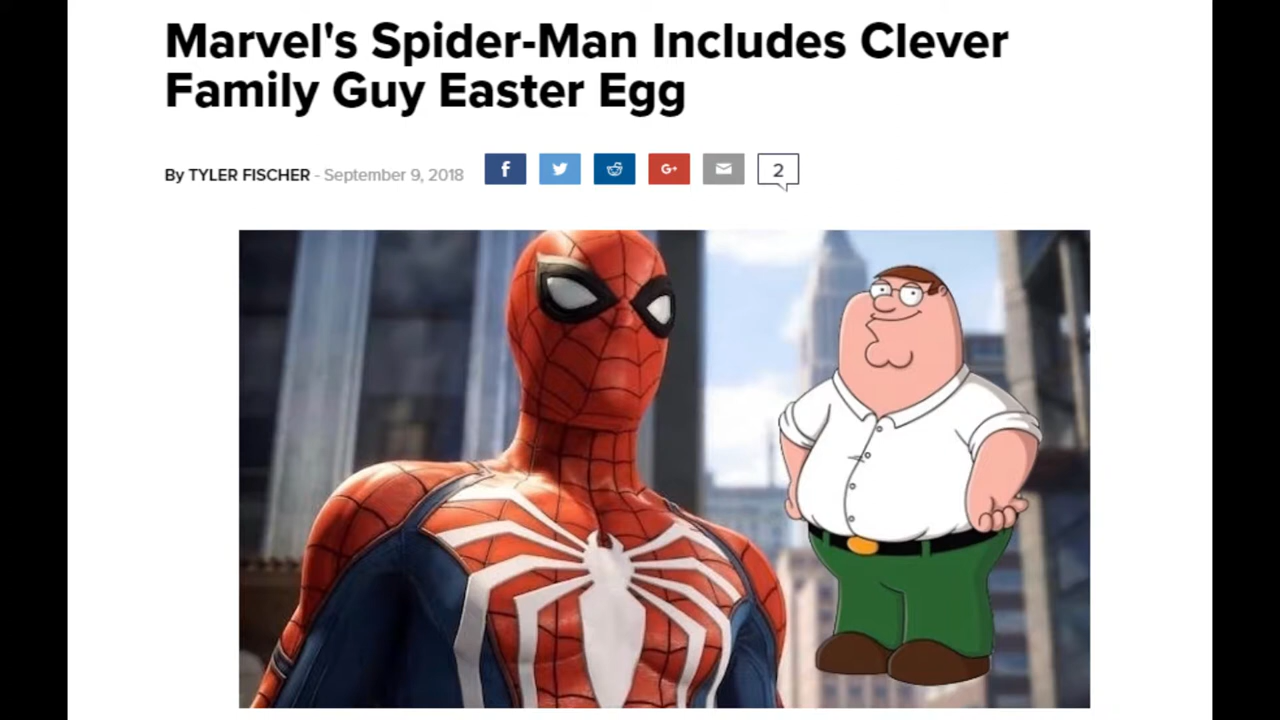 Marvel's Spider-Man Includes Clever
Family Guy Easter Egg
By TYLER FISCHER - September 9, 2018 f G+ 2